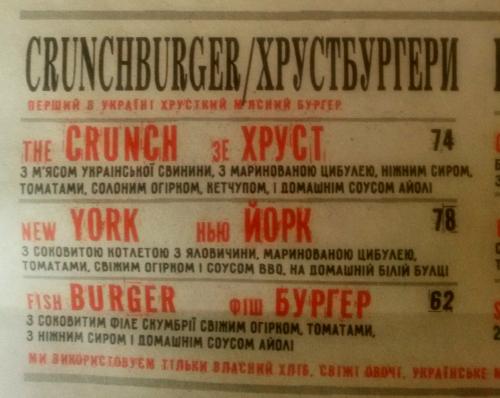 CRUNCHBURGER/ХРУСТБУРГЕРИ
ПЕРШИЙ В УКРАЇНІ ХРУСТКИЙ М'ЯСНИЙ БУРГЕР
THE CRUNCH ЗЕ ХРУСТ 74
З М'ЯСОМ УКРАЇНСЬКОЇ СВИНИНИ, З МАРИНОВАНОЮ ЦИБУЛЕЮ, НІЖНИМ СИРОМ,
ТОМАТАМИ, СОЛОНИМ ОГІРКОМ, КЕТЧУПОМ, І ДОМАШНІМ СОУСОМ АЙОЛІ
NEW YORK НЬЮ ЙОРК 78
З СОКОВИТОЮ КОТЛЕТОЮ З ЯЛОВИЧИНИ, МАРИНОВАНОЮ ЦИБУЛЕЮ,
ТОМАТАМИ, СВІЖИМ ОГІРКОМ І СОУСОМ BBQ, НА ДОМАШНІЙ БІЛІЙ БУЛЦІ
FISH BURGER ФІШ БУРГЕР 62
З СОКОВИТИМ ФІЛЕ СКУМБРІЇ СВІЖИМ ОГІРКОМ, ТОМАТАМИ,
З НІЖНИМ СИРОМ І ДОМАШНІМ СОУСОМ АЙОЛІ
МИ ВИКОРИСТОВУЄМ ТІЛЬКИ ВЛАСНИЙ ХЛІБ, СВІЖІ ОВОЧІ, УКРАЇНСЬКЕ